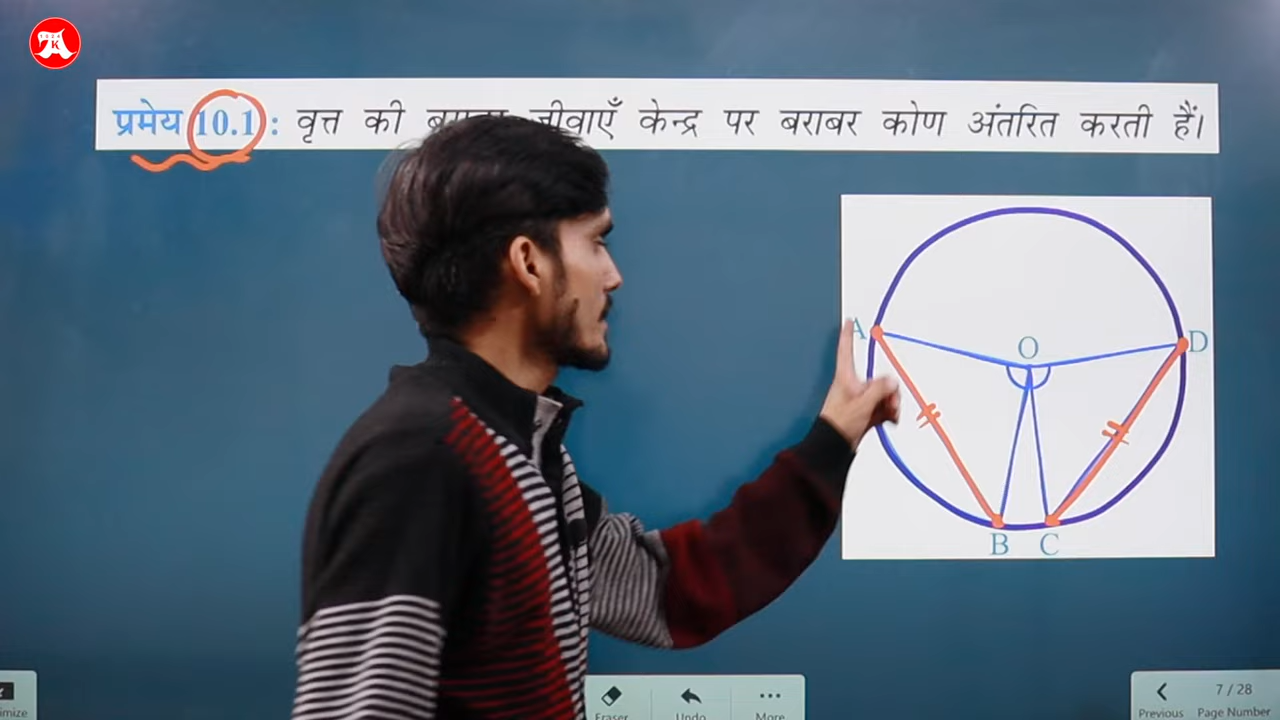 प्रमेय 10.1 : वृत्त की जीवाएँ केन्द्र पर बराबर कोण अंतरित करती हैं।
A
O
D
B C
Eraser
Undo
More
Previous
7 / 28
Page Number